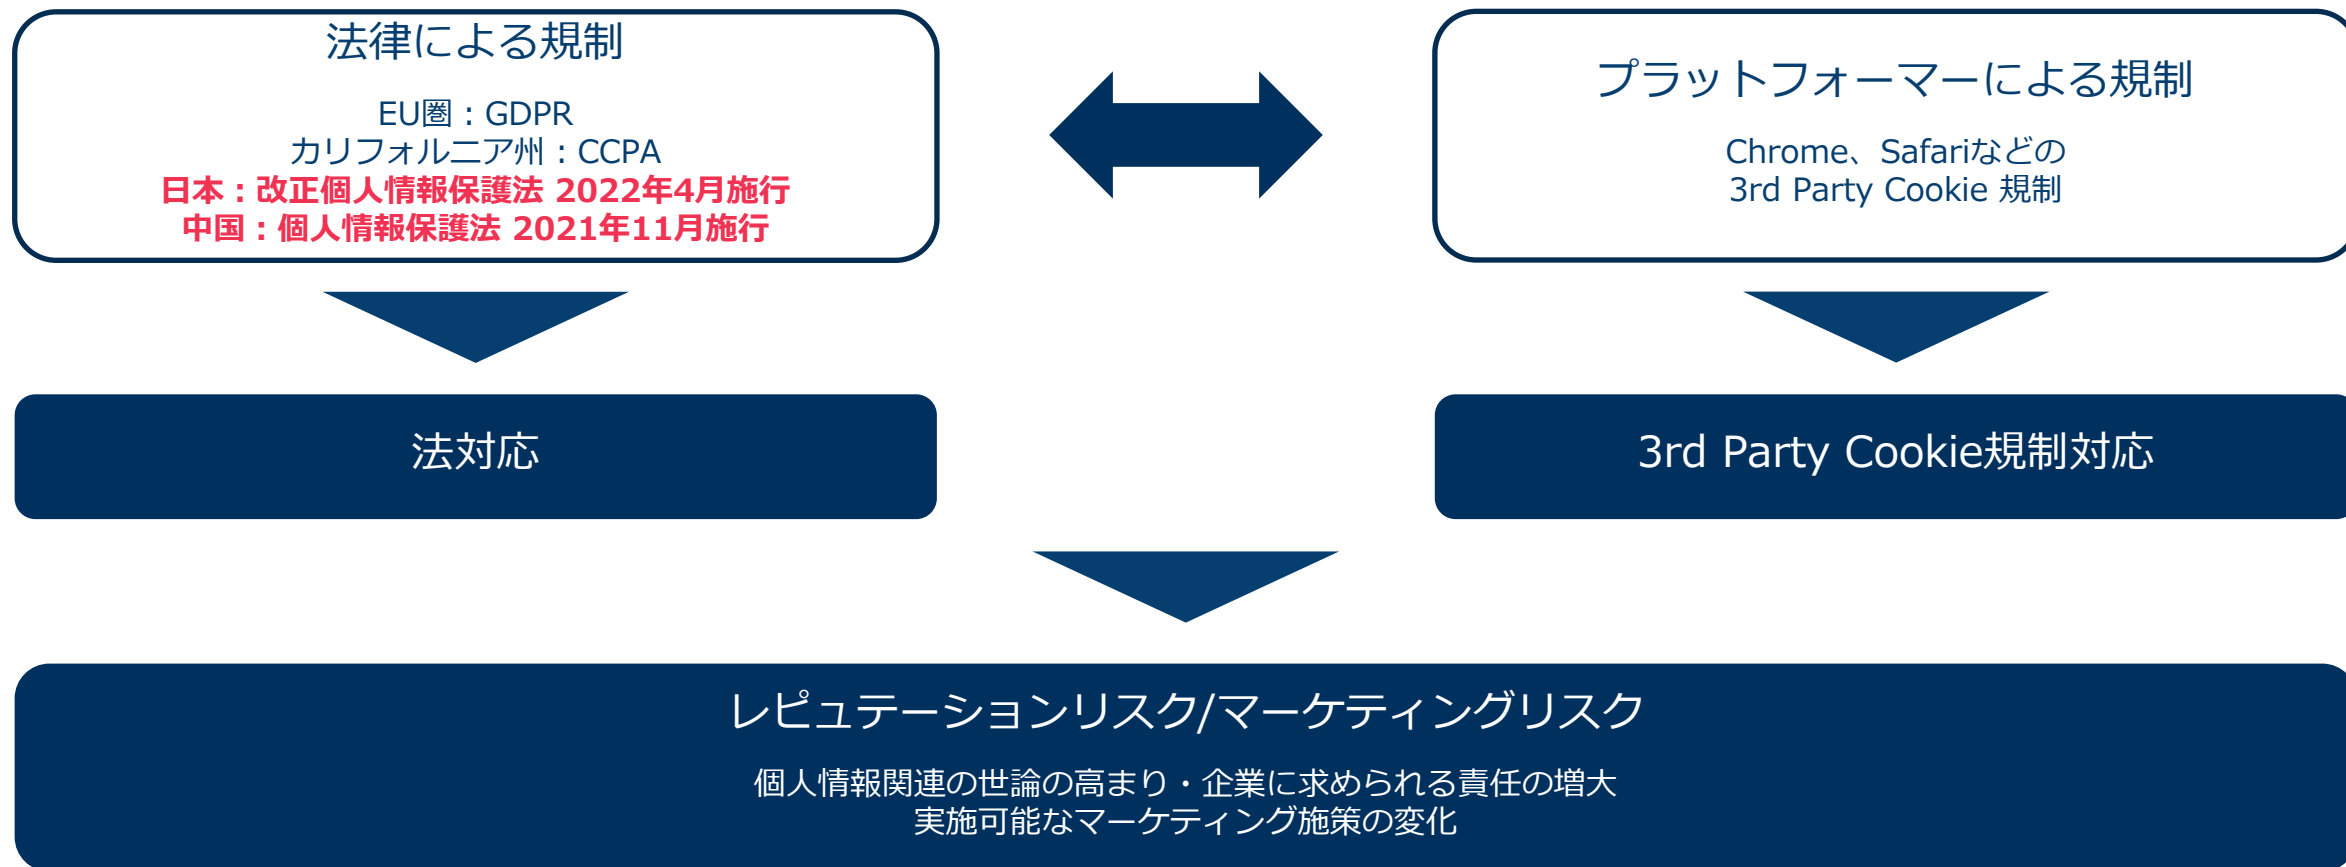 法律による規制
EU圏：GDPR
カリフォルニア州：CCPA
日本：改正個人情報保護法 2022年4月施行
中国：個人情報保護法 2021年11月施行
プラットフォーマーによる規制
Chrome、Safariなどの
3rd Party Cookie 規制
法対応
3rd Party Cookie規制対応
レピュテーションリスク/マーケティングリスク
個人情報関連の世論の高まり・企業に求められる責任の増大
実施可能なマーケティング施策の変化